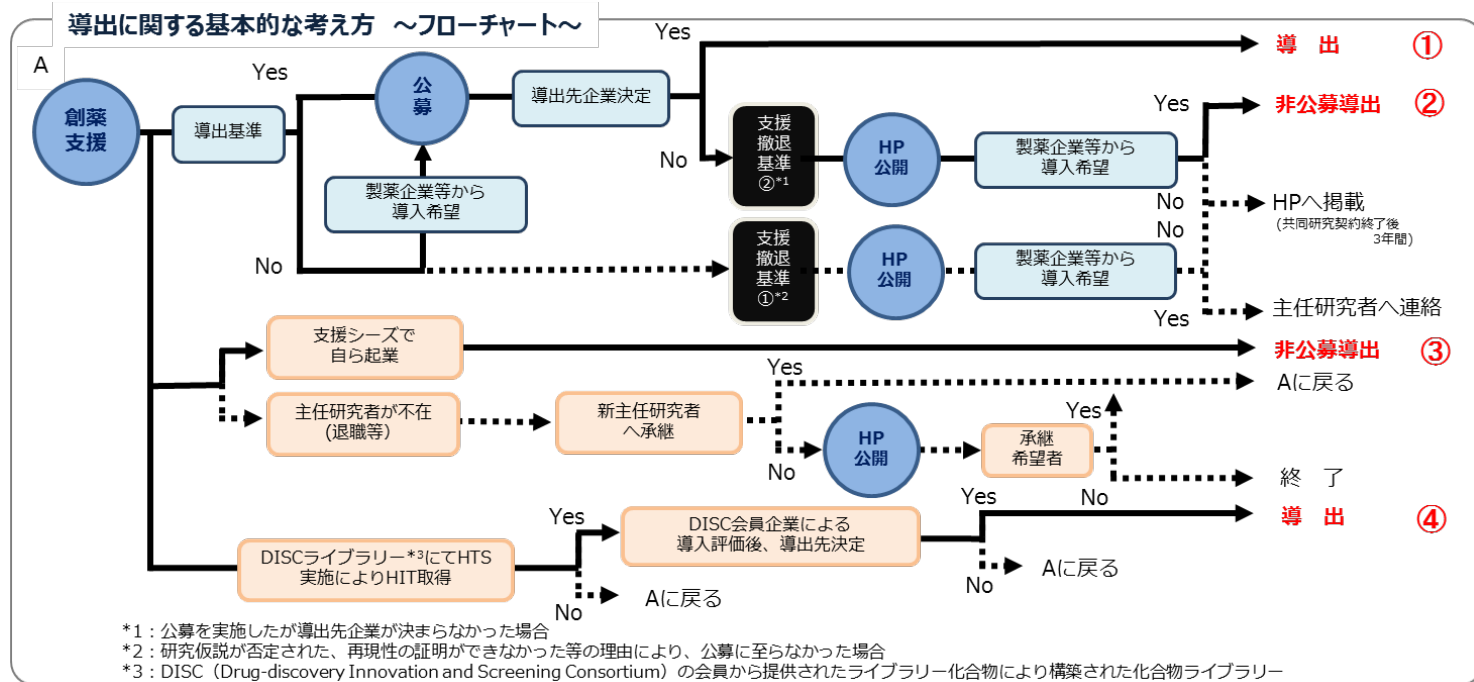 導出に関する基本的な考え方 ～フローチャート～
A
創薬
支援
導出基準
Yes
No
公
募
製薬企業等から
導入希望
導出先企業決定
Yes
導 出 ①
No
支援
撤退
基準
②*1
HP
公開
製薬企業等から
導入希望
Yes
非公募導出 ②
No
HPへ掲載
(共同研究契約終了後
3年間)
支援
撤退
基準
①*2
HP
公開
製薬企業等から
導入希望
No
Yes
主任研究者へ連絡
支援シーズで
自ら起業
非公募導出 ③
主任研究者が不在
(退職等）
新主任研究者
へ承継
Yes
Aに戻る
No
HP
公開
承継
希望者
Yes
No
終 了
DISCライブラリー*3にてHTS
実施によりHIT取得
Yes
No
Aに戻る
DISC会員企業による
導入評価後、導出先決定
Yes
導 出 ④
No
Aに戻る
*1：公募を実施したが導出先企業が決まらなかった場合
*2：研究仮説が否定された、再現性の証明ができなかった等の理由により、公募に至らなかった場合
*3：DISC（Drug-discovery Innovation and Screening Consortium）の会員から提供されたライブラリー化合物により構築された化合物ライブラリー